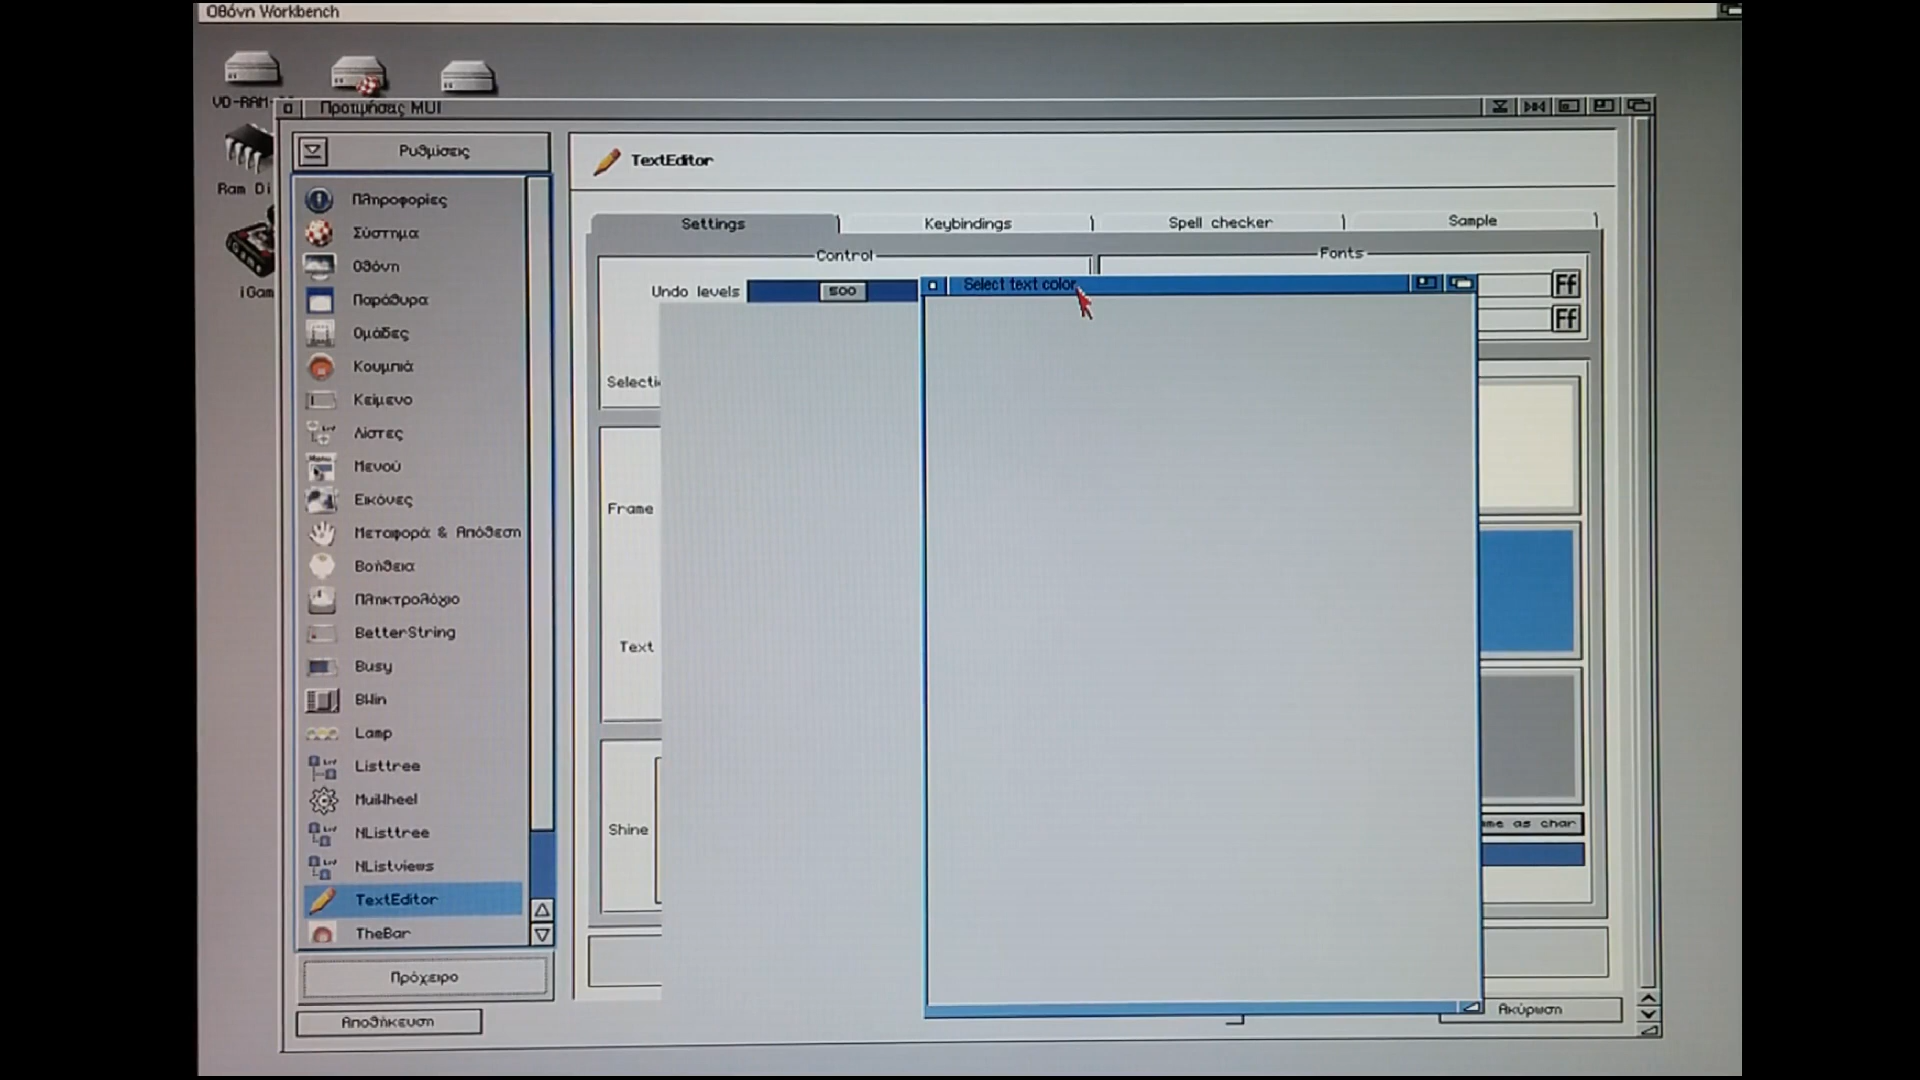 Οθόνη Workbench
VD-RAM-
Ram Di
iGam
Προτιμήσεις MUI
Ρυθμίσεις
Πληροφορίες
Σύστημα
Οθόνη
Παράθυρα
Ομάδες
Κουμπιά
Κείμενο
Λίστες
Μενού
Εικόνες
Μεταφορά & Απόθεση
Βοήθεια
Πληκτρολόγιο
BetterString
Busy
BWin
Lamp
Listtree
MuiWheel
NListtree
NListviews
TextEditor
TheBar
Πρόχειρο
Αποθήκευση
TextEditor
Settings Keybindings Spell checker Sample
Control
Fonts
Undo levels 500
Select text color
Ff
Ff
Selecti
Frame
Text
Shine
me as char
Ακύρωση